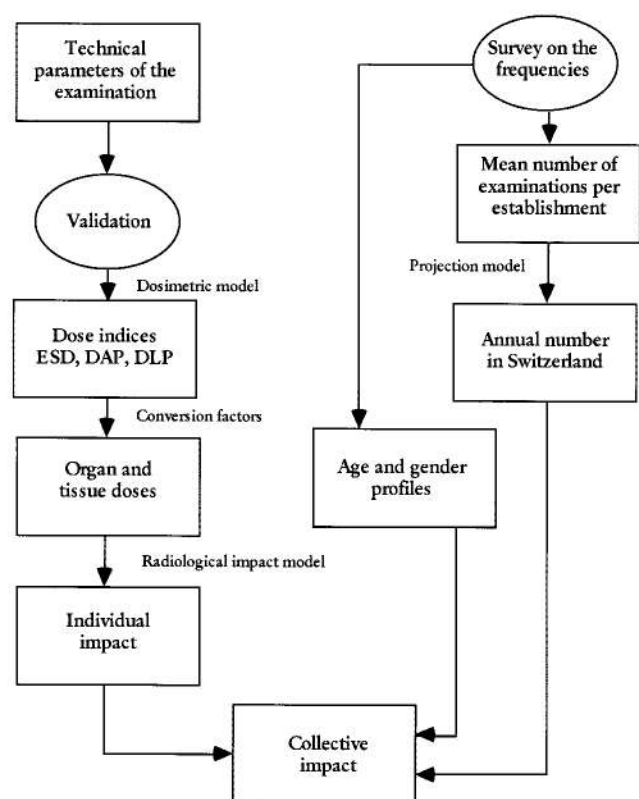 Technical
parameters of the
examination
Validation
Dosimetric model
Dose indices
ESD, DAP, DLP
Conversion factors
Organ and
tissue doses
Radiological impact model
Individual
impact
Survey on the
frequencies
Mean number of
examinations per
establishment
Projection model
Annual number
in Switzerland
Age and gender
profiles
Collective
impact